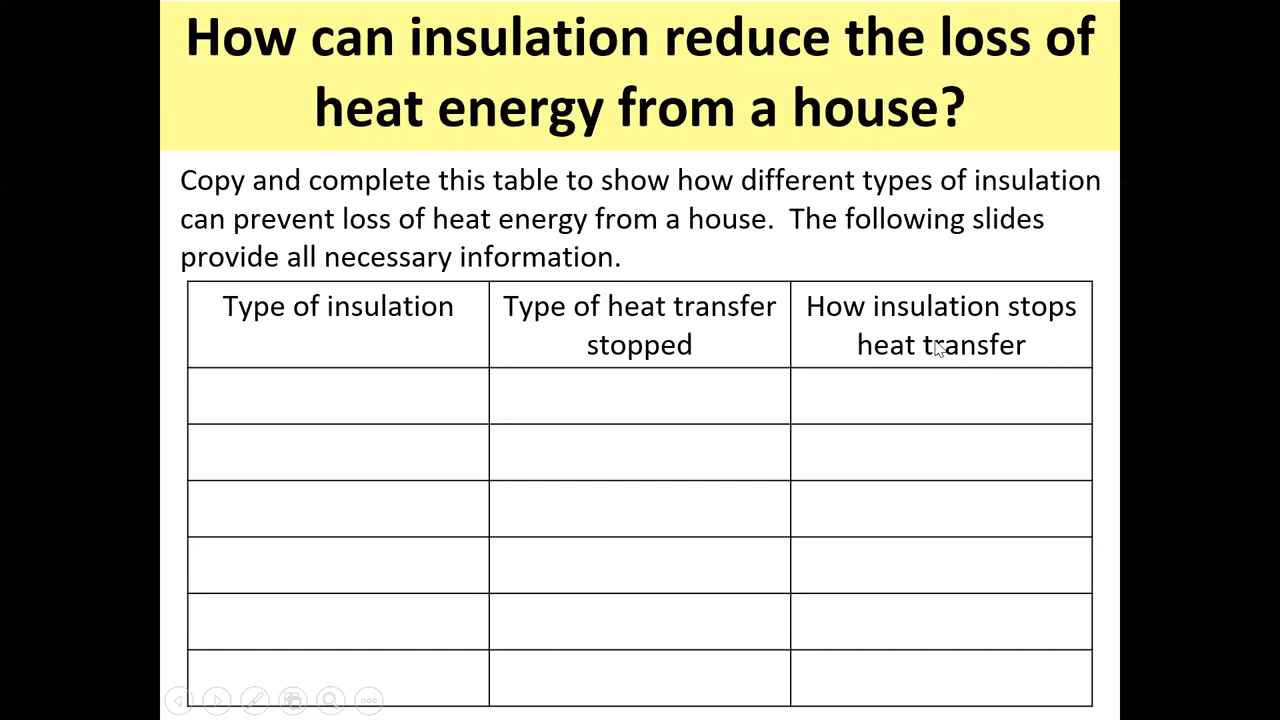 How can insulation reduce the loss of
heat energy from a house?
Copy and complete this table to show how different types of insulation
can prevent loss of heat energy from a house.  The following slides
provide all necessary information.
Type of insulation
Type of heat transfer
stopped
How insulation stops
heat transfer